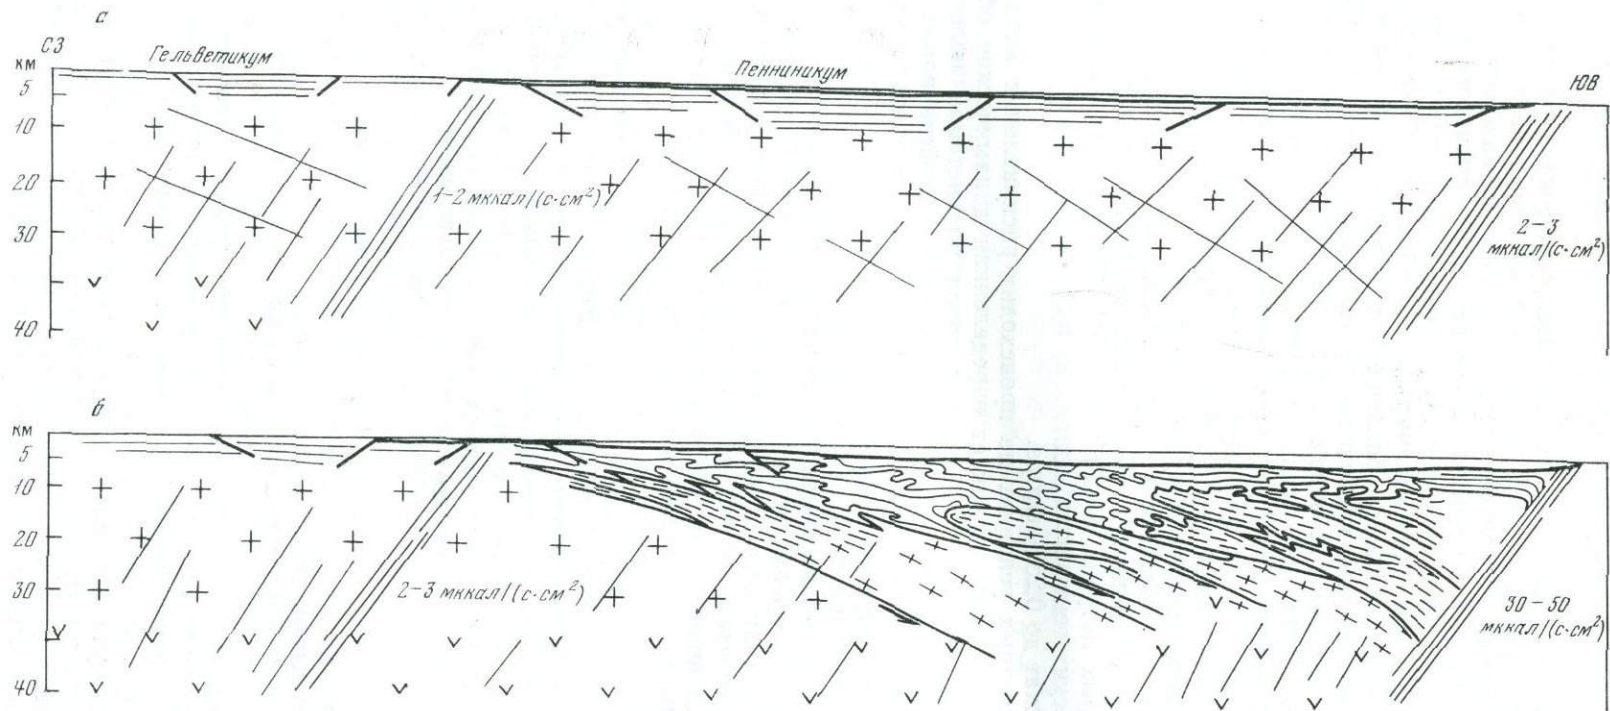 а
СЗ
Гельветикум
Пенниникум
ЮВ
км
5
10
20
30
40
1-2 мккал/(с·см²)
2-3
мккал/(с·см²)
б
км
5
10
20
30
40
2-3 мккал/(с·см²)
30-50
мккал/(с·см²)